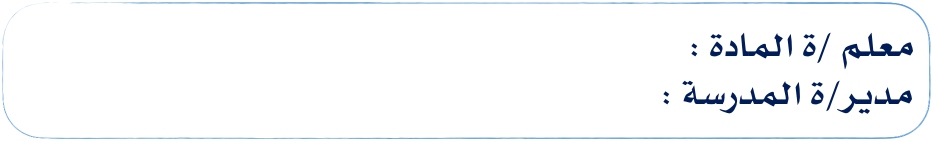 معلم /ة المادة :
مدير/ة المدرسة :